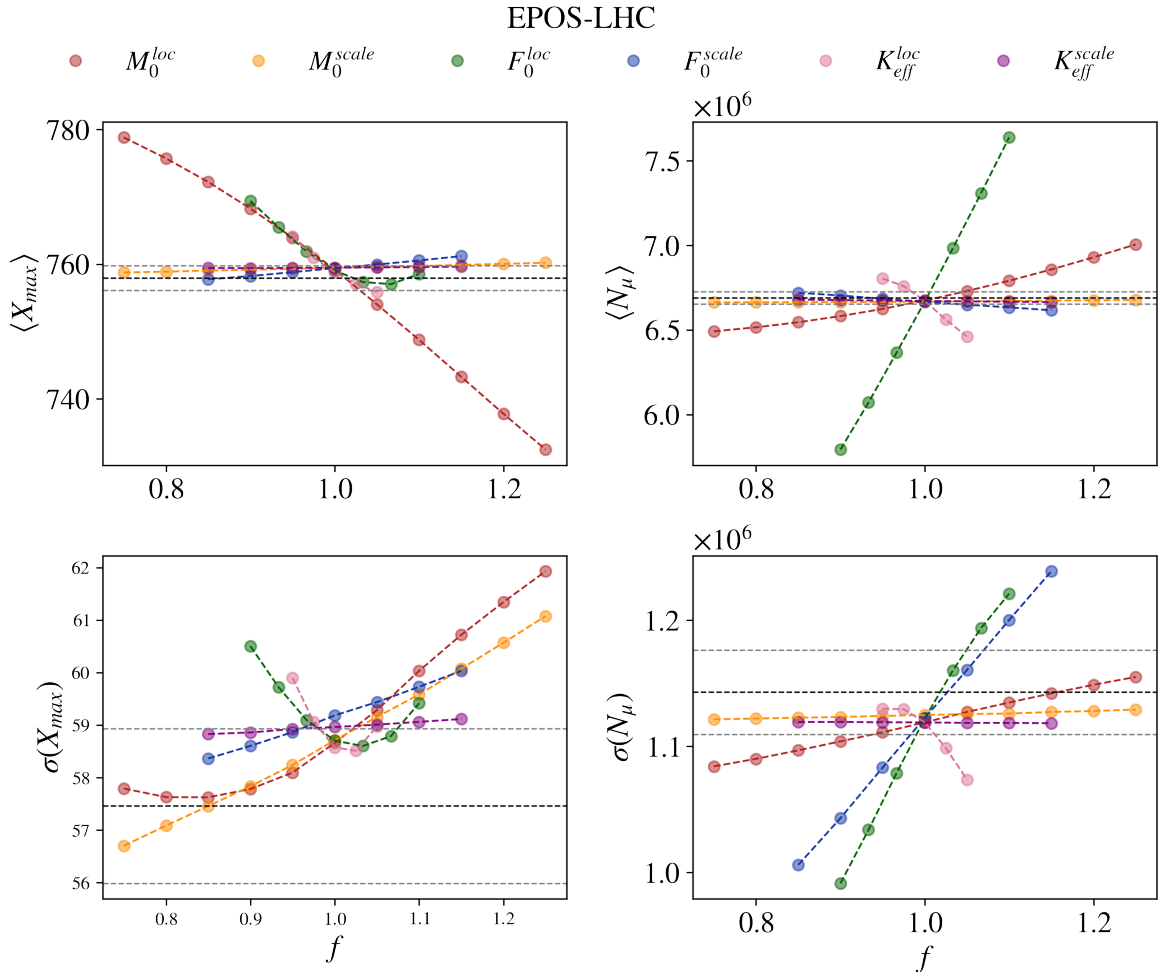 EPOS-LHC
M_0^{loc} M_0^{scale} F_0^{loc} F_0^{scale} K_{eff}^{loc} K_{eff}^{scale}
780
760
740
⟨X_{max}⟩
0.8 1.0 1.2
×10^6
7.5
7.0
6.5
6.0
⟨N_μ⟩
0.8 1.0 1.2
62
61
60
59
58
57
56
σ(X_{max})
0.8 0.9 1.0 1.1 1.2
f
×10^6
1.2
1.1
1.0
σ(N_μ)
0.8 1.0 1.2
f